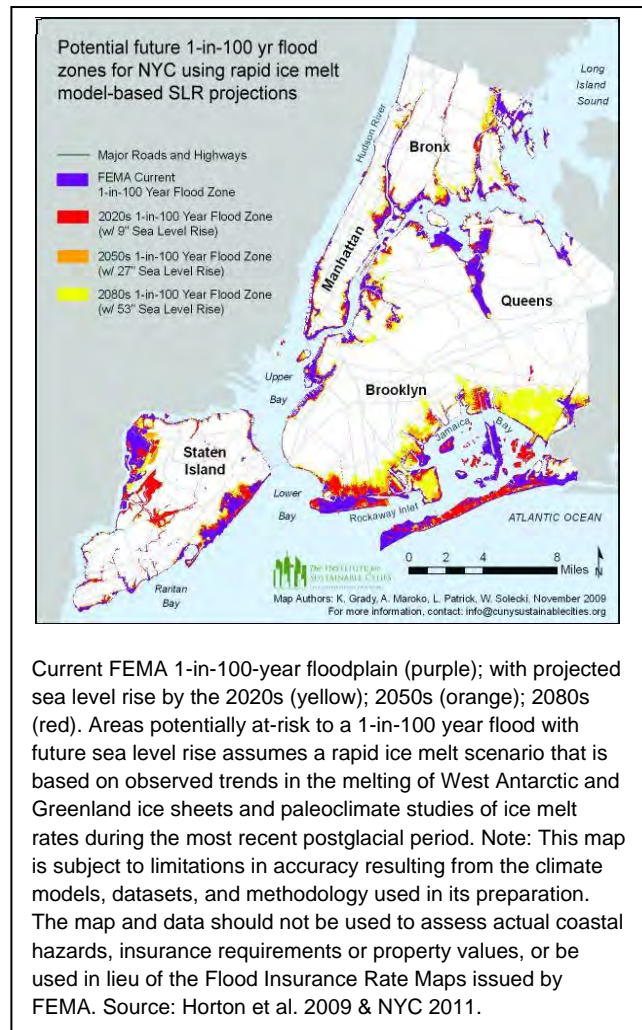 Potential future 1-in-100 yr flood
zones for NYC using rapid ice melt
model-based SLR projections
Long
Island
Sound
Hudson River
Bronx
Major Roads and Highways
FEMA Current
1-in-100 Year Flood Zone
2020s 1-in-100 Year Flood Zone
(w/ 9" Sea Level Rise)
2050s 1-in-100 Year Flood Zone
(w/ 27" Sea Level Rise)
2080s 1-in-100 Year Flood Zone
(w/ 53" Sea Level Rise)
Manhattan
Queens
Upper
Bay
Brooklyn
Jamaica Bay
Staten
Island
Lower
Bay
Rockaway Inlet
ATLANTIC OCEAN
Raritan
Bay
0 2 4 8
Miles
N
The INSTITUTE for
SUSTAINABLE CITIES
Map Authors: K. Grady, A. Maroko, L. Patrick, W. Solecki, November 2009
For more information, contact: info@cunysustainablecities.org
Current FEMA 1-in-100-year floodplain (purple); with projected
sea level rise by the 2020s (yellow); 2050s (orange); 2080s
(red). Areas potentially at-risk to a 1-in-100 year flood with
future sea level rise assumes a rapid ice melt scenario that is
based on observed trends in the melting of West Antarctic and
Greenland ice sheets and paleoclimate studies of ice melt
rates during the most recent postglacial period. Note: This map
is subject to limitations in accuracy resulting from the climate
models, datasets, and methodology used in its preparation.
The map and data should not be used to assess actual coastal
hazards, insurance requirements or property values, or be
used in lieu of the Flood Insurance Rate Maps issued by
FEMA. Source: Horton et al. 2009 & NYC 2011.